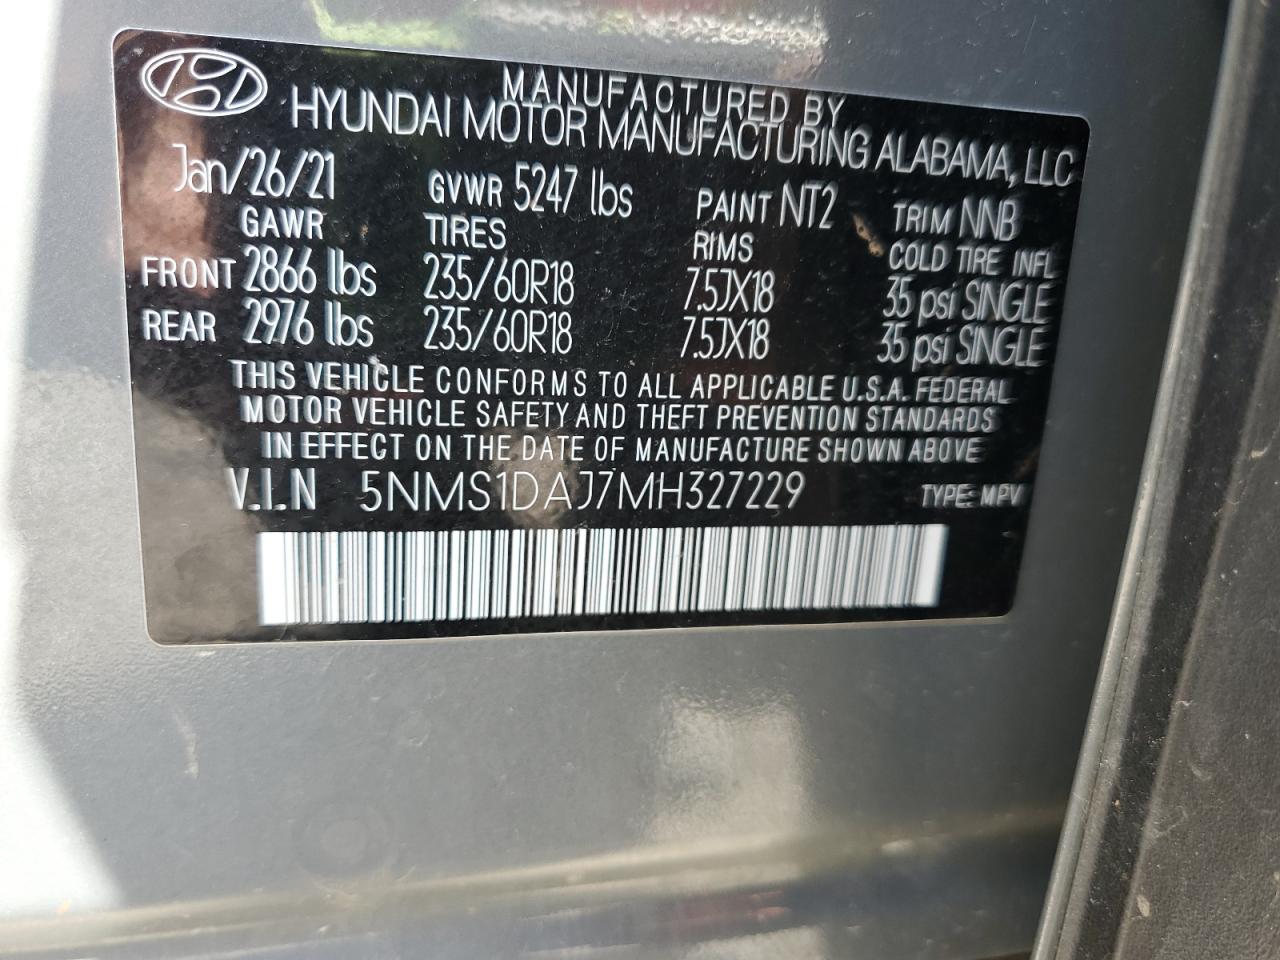 MANUFACTURED BY
HYUNDAI MOTOR MANUFACTURING ALABAMA, LLC
Jan/26/21 GVWR 5247 lbs PAINT NT2 TRIM NNB
GAWR TIRES RIMS COLD TIRE INFL
FRONT 2866 lbs 235/60R18 7.5JX18 35 psi SINGLE
REAR 2976 lbs 235/60R18 7.5JX18 35 psi SINGLE
THIS VEHICLE CONFORMS TO ALL APPLICABLE U.S.A. FEDERAL
MOTOR VEHICLE SAFETY AND THEFT PREVENTION STANDARDS
IN EFFECT ON THE DATE OF MANUFACTURE SHOWN ABOVE
V.I.N 5NMS1DAJ7MH327229 TYPE: MPV